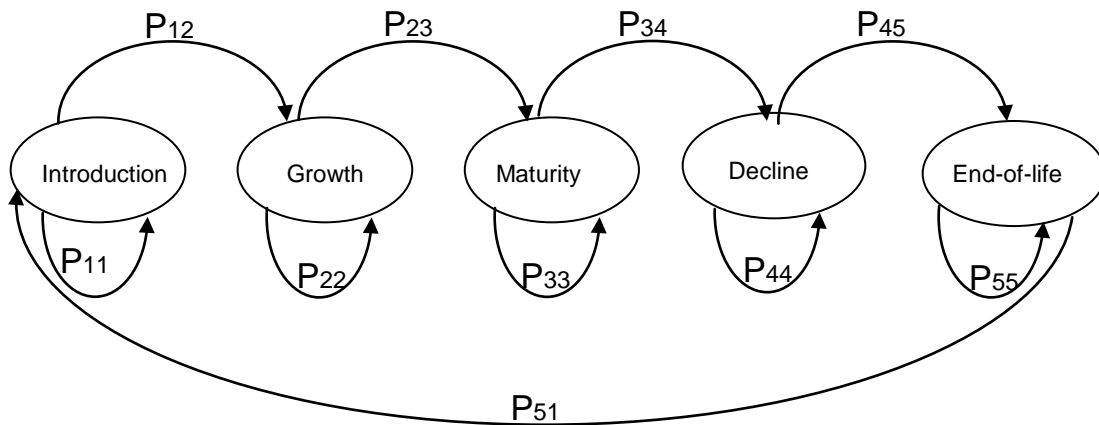 P12 P23 P34 P45
Introduction Growth Maturity Decline End-of-life
P11 P22 P33 P44 P55
P51